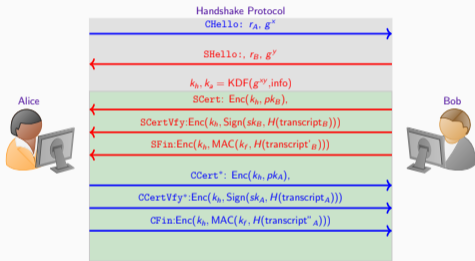 Handshake Protocol
CHello: r_A, g^x
SHello:, r_B, g^y
k_h, k_a = KDF(g^{xy},info)
Alice
Bob
SCert: Enc(k_h, pk_B),
SCertVfy:Enc(k_h, Sign(sk_B, H(transcript_B)))
SFin:Enc(k_h, MAC(k_f, H(transcript'_B)))
CCert*: Enc(k_h, pk_A),
CCertVfy*:Enc(k_h, Sign(sk_A, H(transcript_A)))
CFin:Enc(k_h, MAC(k_f, H(transcript"_A)))